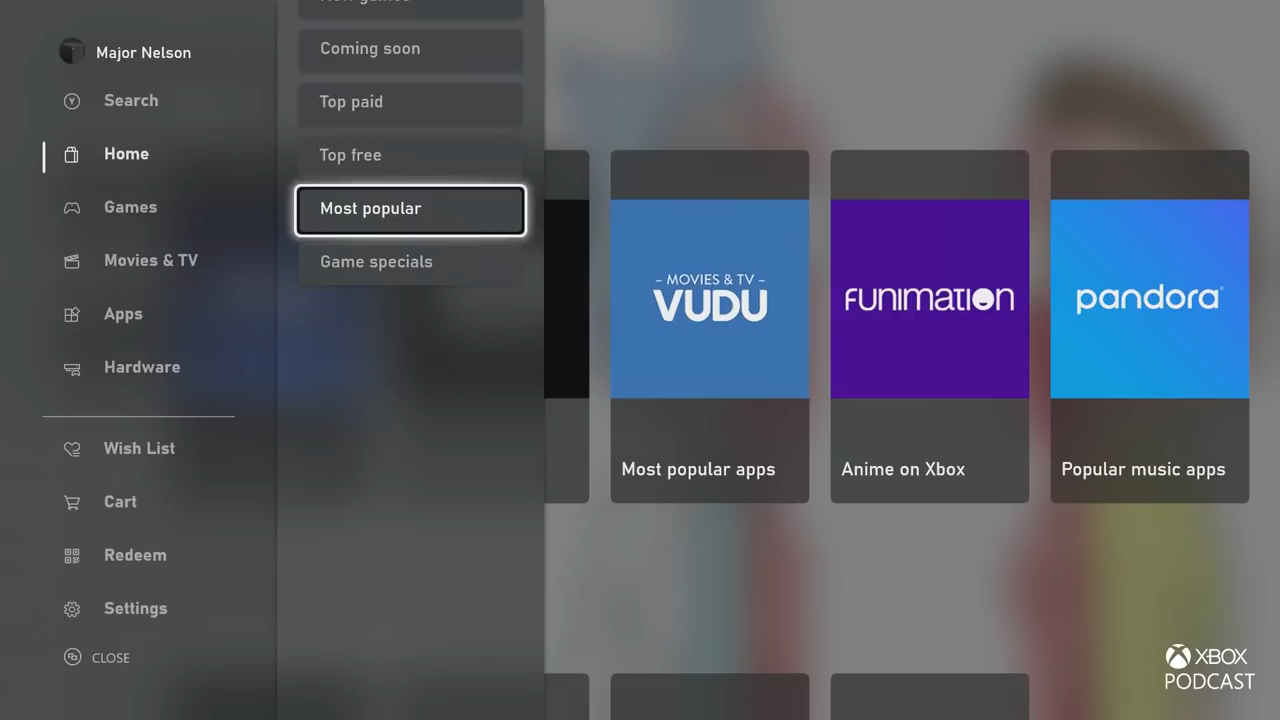 Major Nelson
Search
Home
Games
Movies & TV
Apps
Hardware
Wish List
Cart
Redeem
Settings
CLOSE
New games
Coming soon
Top paid
Top free
Most popular
Game specials
– MOVIES & TV –
VUDU
Most popular apps
FUNIMATION
Anime on Xbox
pandora
Popular music apps
XBOX
PODCAST